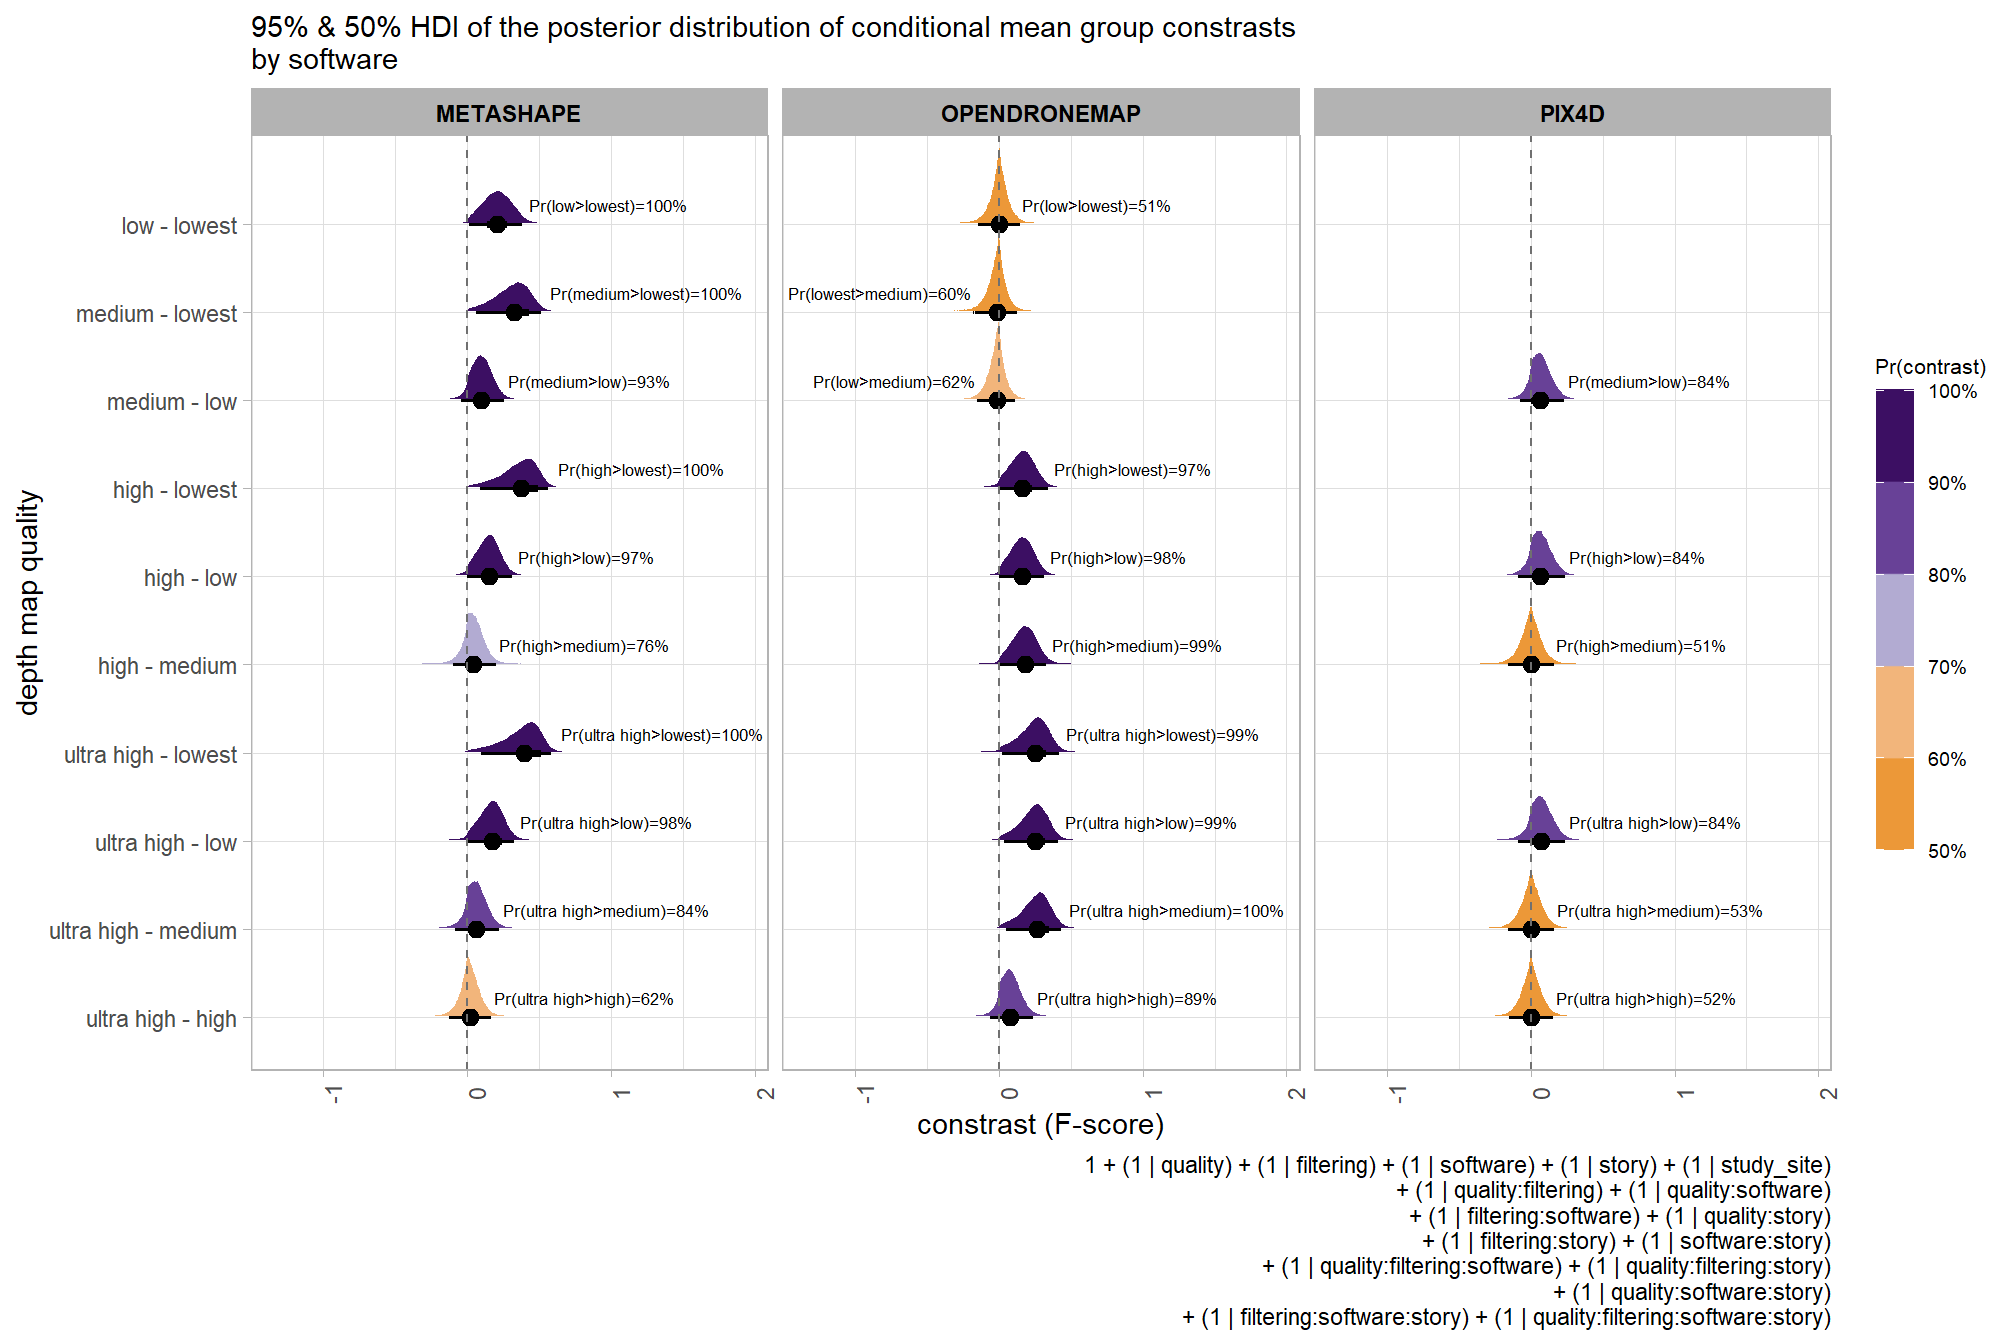 95% & 50% HDI of the posterior distribution of conditional mean group constrasts
by software
METASHAPE OPENDRONEMAP PIX4D
depth map quality
low - lowest Pr(low>lowest)=100% Pr(low>lowest)=51%
medium - lowest Pr(medium>lowest)=100% Pr(lowest>medium)=60%
medium - low Pr(medium>low)=93% Pr(low>medium)=62% Pr(medium>low)=84%
high - lowest Pr(high>lowest)=100% Pr(high>lowest)=97%
high - low Pr(high>low)=97% Pr(high>low)=98% Pr(high>low)=84%
high - medium Pr(high>medium)=76% Pr(high>medium)=99% Pr(high>medium)=51%
ultra high - lowest Pr(ultra high>lowest)=100% Pr(ultra high>lowest)=99%
ultra high - low Pr(ultra high>low)=98% Pr(ultra high>low)=99% Pr(ultra high>low)=84%
ultra high - medium Pr(ultra high>medium)=84% Pr(ultra high>medium)=100% Pr(ultra high>medium)=53%
ultra high - high Pr(ultra high>high)=62% Pr(ultra high>high)=89% Pr(ultra high>high)=52%
-1 0 1 2 -1 0 1 2 -1 0 1 2
constrast (F-score)
Pr(contrast)
100%
90%
80%
70%
60%
50%
1 + (1 | quality) + (1 | filtering) + (1 | software) + (1 | story) + (1 | study_site)
+ (1 | quality:filtering) + (1 | quality:software)
+ (1 | filtering:software) + (1 | quality:story)
+ (1 | filtering:story) + (1 | software:story)
+ (1 | quality:filtering:software) + (1 | quality:filtering:story)
+ (1 | quality:software:story)
+ (1 | filtering:software:story) + (1 | quality:filtering:software:story)